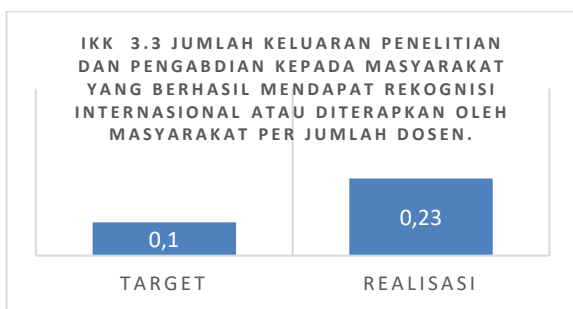 IKK 3.3 JUMLAH KELUARAN PENELITIAN
DAN PENGABDIAN KEPADA MASYARAKAT
YANG BERHASIL MENDAPAT REKOGNISI
INTERNASIONAL ATAU DITERAPKAN OLEH
MASYARAKAT PER JUMLAH DOSEN.
0,1
0,23
TARGET
REALISASI